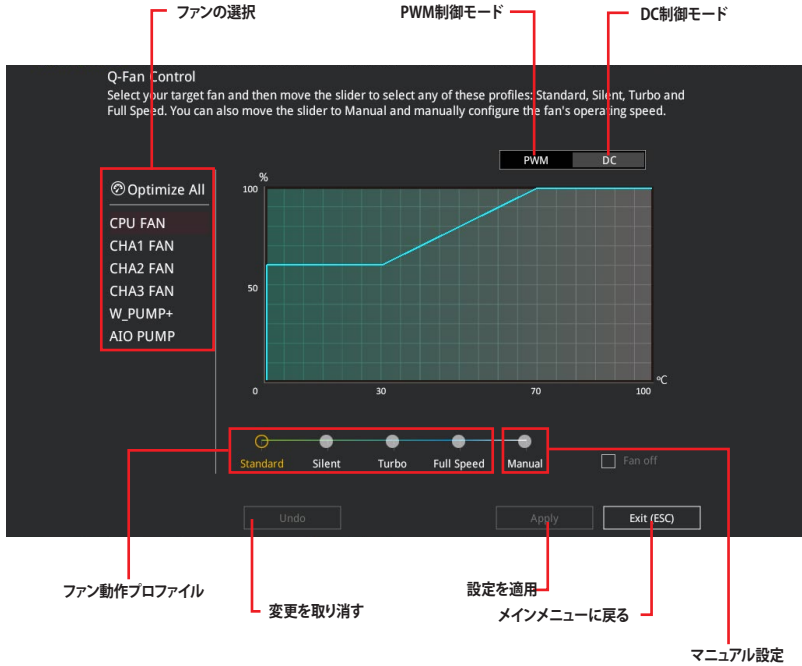 ファンの選択
PWM制御モード
DC制御モード
Q-Fan Control
Select your target fan and then move the slider to select any of these profiles: Standard, Silent, Turbo and
Full Speed. You can also move the slider to Manual and manually configure the fan's operating speed.
PWM DC
Optimize All
CPU FAN
CHA1 FAN
CHA2 FAN
CHA3 FAN
W_PUMP+
AIO PUMP
%
100
50
0 30 70 100
°C
Standard Silent Turbo Full Speed Manual
Fan off
Undo Apply Exit (ESC)
ファン動作プロファイル
変更を取り消す
設定を適用
メインメニューに戻る
マニュアル設定